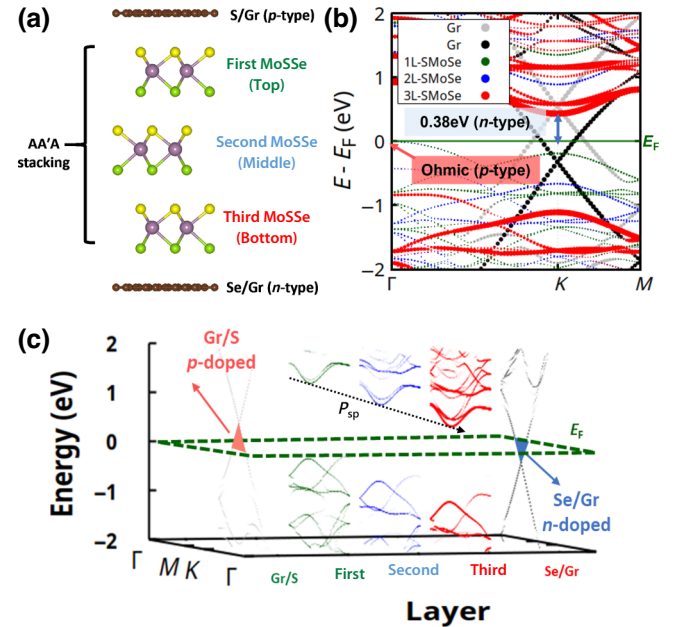 (a)
S/Gr (p-type)
First MoSSe
(Top)
AA'A
stacking
Second MoSSe
(Middle)
Third MoSSe
(Bottom)
Se/Gr (n-type)
(b)
E - EF (eV)
2
1
0
−1
−2
Gr
Gr
1L-SMoSe
2L-SMoSe
3L-SMoSe
0.38eV (n-type)
EF
Ohmic (p-type)
Γ
K
M
(c)
Energy (eV)
2
1
0
−1
−2
Gr/S
p-doped
Psp
EF
Se/Gr
n-doped
Γ
M
K
Γ
Gr/S
First
Second
Third
Se/Gr
Layer